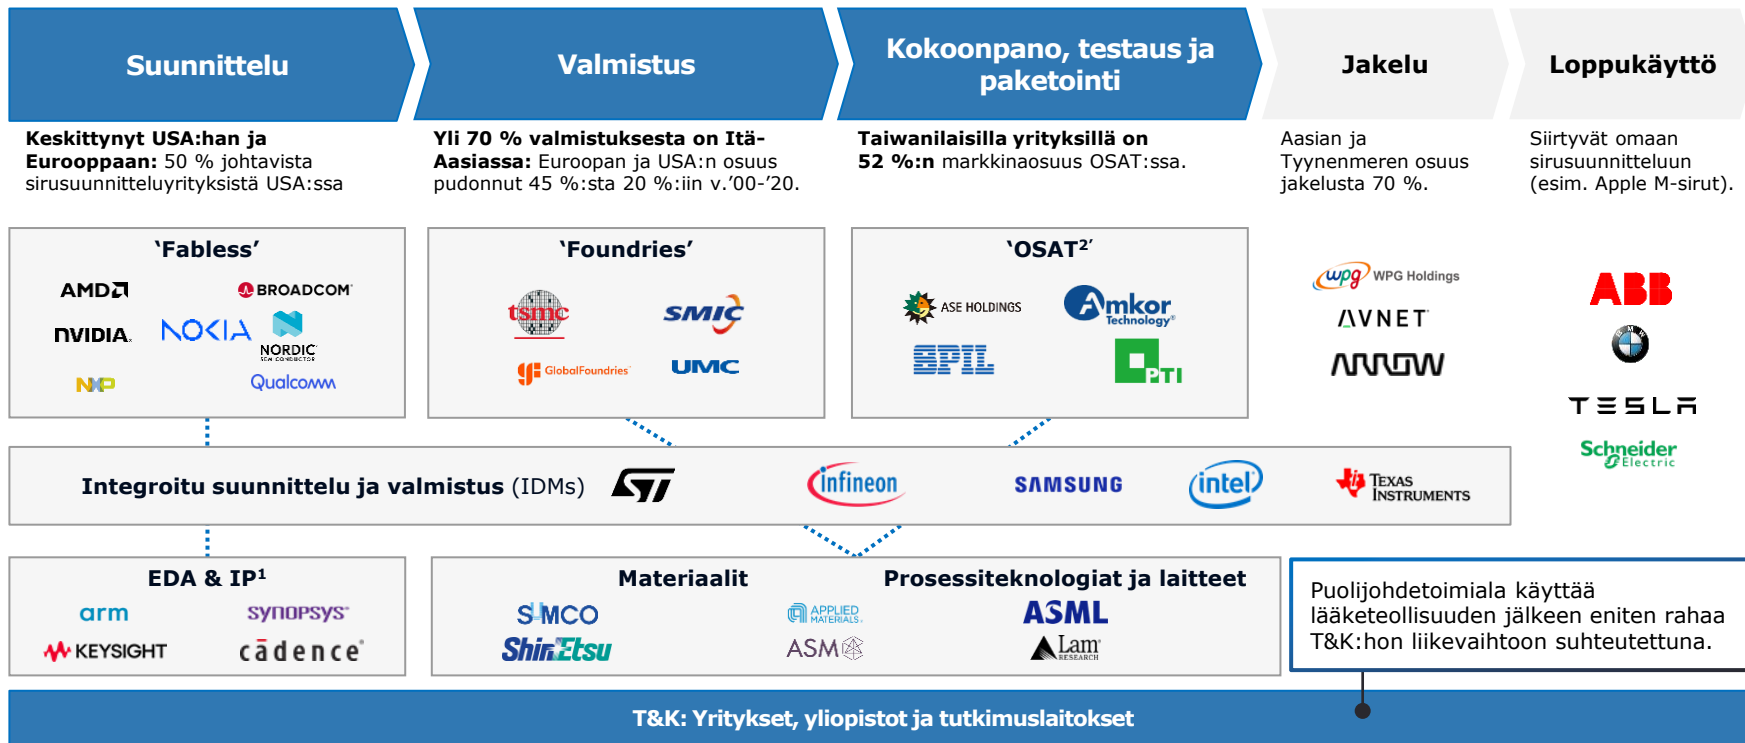 Suunnittelu
Valmistus
Kokoonpano, testaus ja
paketointi
Jakelu
Loppukäyttö
Keskittynyt USA:han ja
Eurooppaan: 50 % johtavista
sirusuunnitteluyrityksistä USA:ssa
Yli 70 % valmistuksesta on Itä-
Aasiassa: Euroopan ja USA:n osuus
pudonnut 45 %:sta 20 %:iin v.’00-’20.
Taiwanilaisilla yrityksillä on
52 %:n markkinaosuus OSAT:ssa.
Aasian ja
Tyynenmeren osuus
jakelusta 70 %.
Siirtyvät omaan
sirusuunnitteluun
(esim. Apple M-sirut).
‘Fabless’
AMD
BROADCOM
NVIDIA
NOKIA
NORDIC
SEMICONDUCTOR
NXP
Qualcomm
‘Foundries’
tsmc
SMIC
GlobalFoundries
UMC
‘OSAT²’
ASE HOLDINGS
Amkor
Technology®
SPIL
PTI
wpg WPG Holdings
AVNET
ARROW
ABB
BMW
TESLA
Schneider
Electric
Integroitu suunnittelu ja valmistus (IDMs)
ST
infineon
SAMSUNG
intel
TEXAS
INSTRUMENTS
EDA & IP¹
arm
SYNOPSYS
KEYSIGHT
cādence
Materiaalit
Prosessiteknologiat ja laitteet
SUMCO
APPLIED
MATERIALS
ASML
ShinEtsu
ASM
Lam
RESEARCH
Puolijohdetoimiala käyttää
lääketeollisuuden jälkeen eniten rahaa
T&K:hon liikevaihtoon suhteutettuna.
T&K: Yritykset, yliopistot ja tutkimuslaitokset